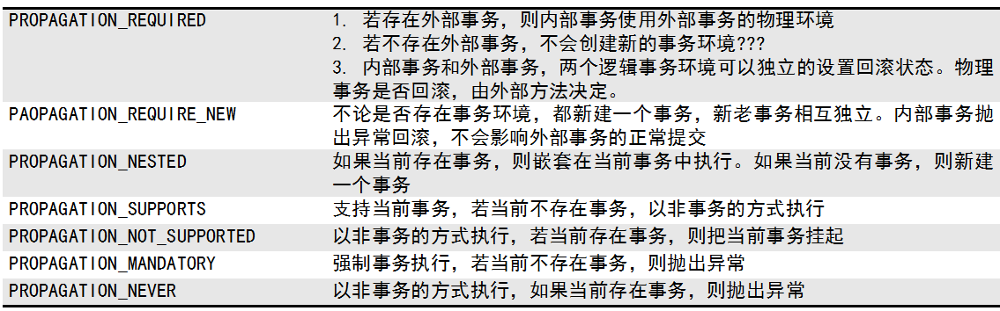 PROPAGATION_REQUIRED
1. 若存在外部事务，则内部事务使用外部事务的物理环境
2. 若不存在外部事务，不会创建新的事务环境???
3. 内部事务和外部事务，两个逻辑事务环境可以独立的设置回滚状态。物理
事务是否回滚，由外部方法决定。
PAOPAGATION_REQUIRE_NEW
不论是否存在事务环境，都新建一个事务，新老事务相互独立。内部事务抛
出异常回滚，不会影响外部事务的正常提交
PROPAGATION_NESTED
如果当前存在事务，则嵌套在当前事务中执行。如果当前没有事务，则新建
一个事务
PROPAGATION_SUPPORTS
支持当前事务，若当前不存在事务，以非事务的方式执行
PROPAGATION_NOT_SUPPORTED
以非事务的方式执行，若当前存在事务，则把当前事务挂起
PROPAGATION_MANDATORY
强制事务执行，若当前不存在事务，则抛出异常
PROPAGATION_NEVER
以非事务的方式执行，如果当前存在事务，则抛出异常